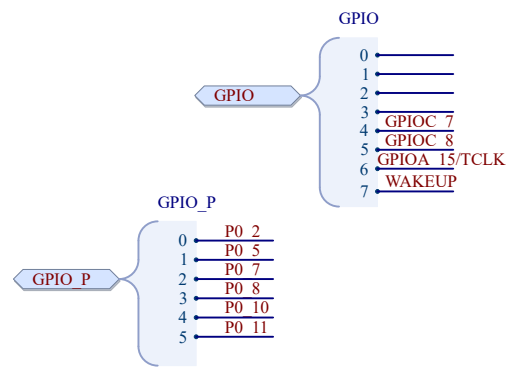 GPIO
GPIO
0
1
2
3
4 GPIOC_7
5 GPIOC_8
6 GPIOA_15/TCLK
7 WAKEUP
GPIO_P
GPIO_P
0 P0_2
1 P0_5
2 P0_7
3 P0_8
4 P0_10
5 P0_11